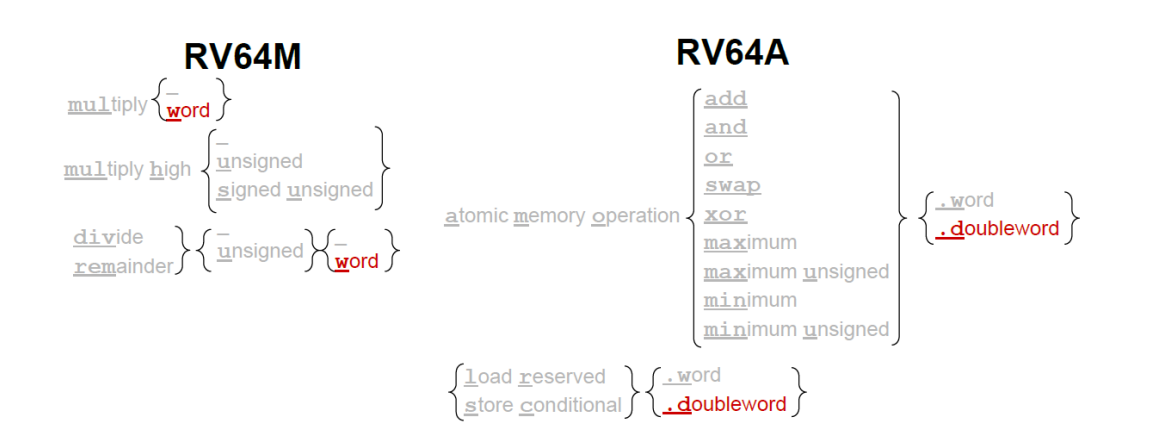 RV64M
multiply { _
word }
multiply high { _
unsigned
signed unsigned }
divide
remainder } { _
unsigned } { _
word }
RV64A
atomic memory operation
add
and
or
swap
xor
maximum
maximum unsigned
minimum
minimum unsigned
.word
.doubleword
load reserved
store conditional
.word
.doubleword